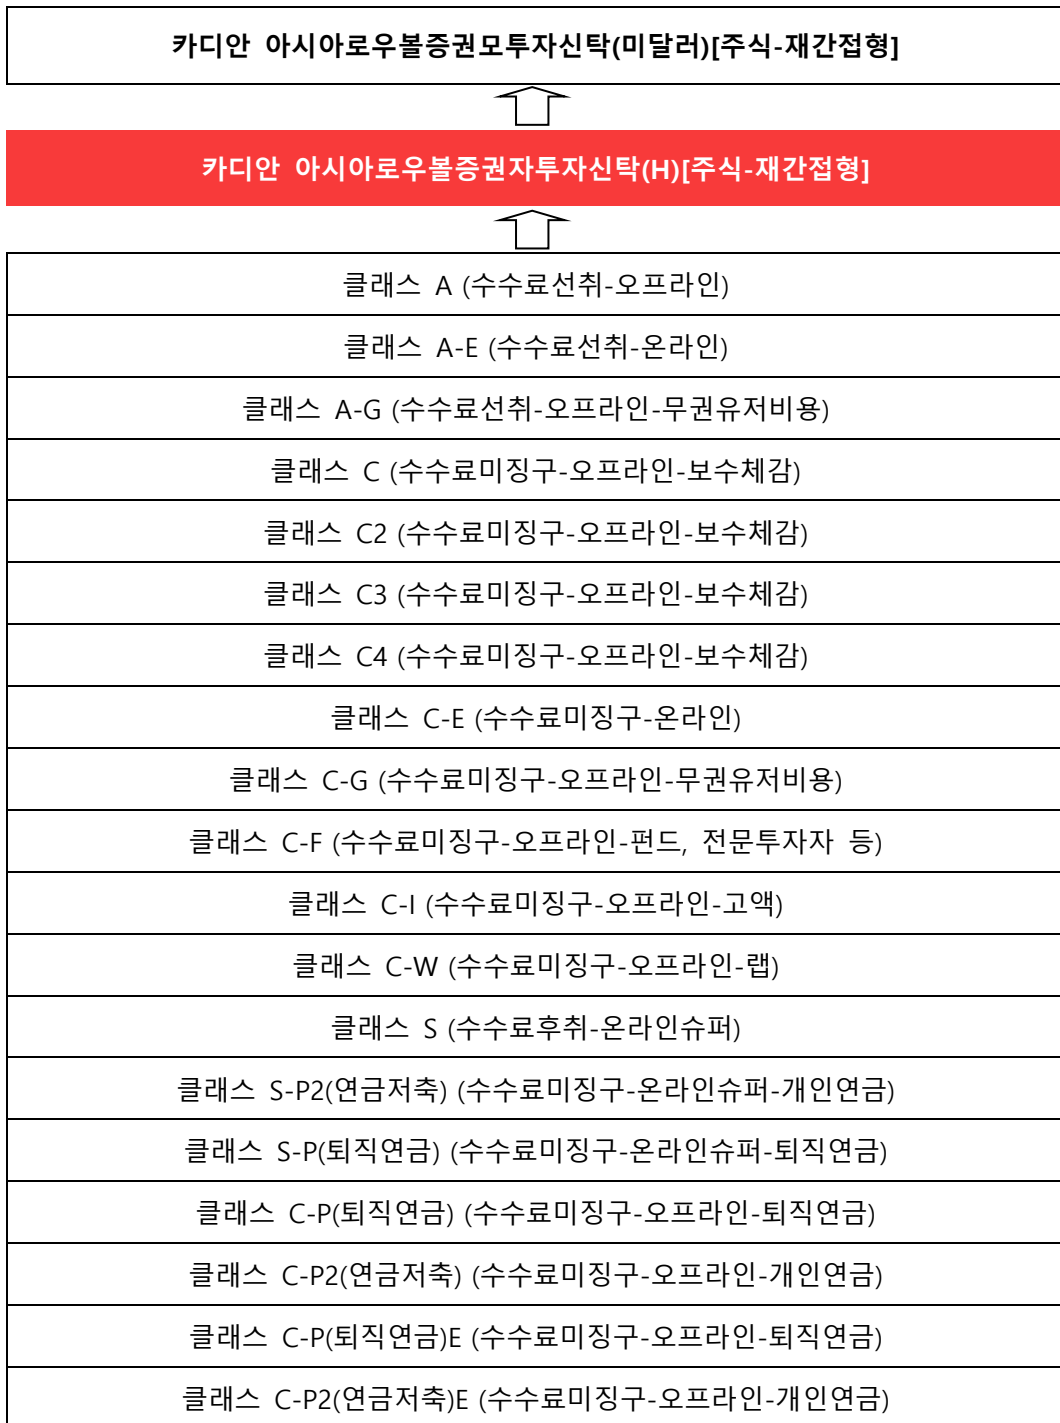 카디안 아시아로우볼증권모투자신탁(미달러)[주식-재간접형]
카디안 아시아로우볼증권자투자신탁(H)[주식-재간접형]
클래스 A (수수료선취-오프라인)
클래스 A-E (수수료선취-온라인)
클래스 A-G (수수료선취-오프라인-무권유저비용)
클래스 C (수수료미징구-오프라인-보수체감)
클래스 C2 (수수료미징구-오프라인-보수체감)
클래스 C3 (수수료미징구-오프라인-보수체감)
클래스 C4 (수수료미징구-오프라인-보수체감)
클래스 C-E (수수료미징구-온라인)
클래스 C-G (수수료미징구-오프라인-무권유저비용)
클래스 C-F (수수료미징구-오프라인-펀드, 전문투자자 등)
클래스 C-I (수수료미징구-오프라인-고액)
클래스 C-W (수수료미징구-오프라인-랩)
클래스 S (수수료후취-온라인슈퍼)
클래스 S-P2(연금저축) (수수료미징구-온라인슈퍼-개인연금)
클래스 S-P(퇴직연금) (수수료미징구-온라인슈퍼-퇴직연금)
클래스 C-P(퇴직연금) (수수료미징구-오프라인-퇴직연금)
클래스 C-P2(연금저축) (수수료미징구-오프라인-개인연금)
클래스 C-P(퇴직연금)E (수수료미징구-오프라인-퇴직연금)
클래스 C-P2(연금저축)E (수수료미징구-오프라인-개인연금)